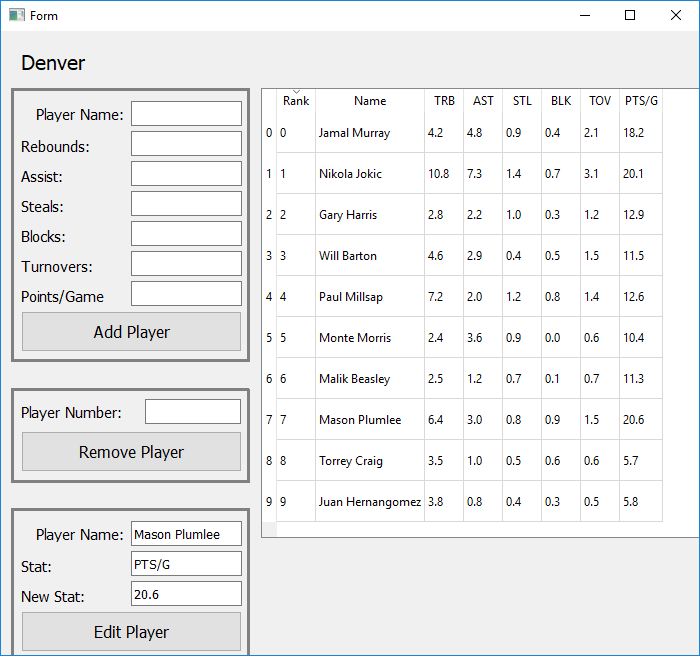 Form
Denver
Player Name:
Rebounds:
Assist:
Steals:
Blocks:
Turnovers:
Points/Game
Add Player
Player Number:
Remove Player
Player Name: Mason Plumlee
Stat: PTS/G
New Stat: 20.6
Edit Player
Rank Name TRB AST STL BLK TOV PTS/G
0 0 Jamal Murray 4.2 4.8 0.9 0.4 2.1 18.2
1 1 Nikola Jokic 10.8 7.3 1.4 0.7 3.1 20.1
2 2 Gary Harris 2.8 2.2 1.0 0.3 1.2 12.9
3 3 Will Barton 4.6 2.9 0.4 0.5 1.5 11.5
4 4 Paul Millsap 7.2 2.0 1.2 0.8 1.4 12.6
5 5 Monte Morris 2.4 3.6 0.9 0.0 0.6 10.4
6 6 Malik Beasley 2.5 1.2 0.7 0.1 0.7 11.3
7 7 Mason Plumlee 6.4 3.0 0.8 0.9 1.5 20.6
8 8 Torrey Craig 3.5 1.0 0.5 0.6 0.6 5.7
9 9 Juan Hernangomez 3.8 0.8 0.4 0.3 0.5 5.8